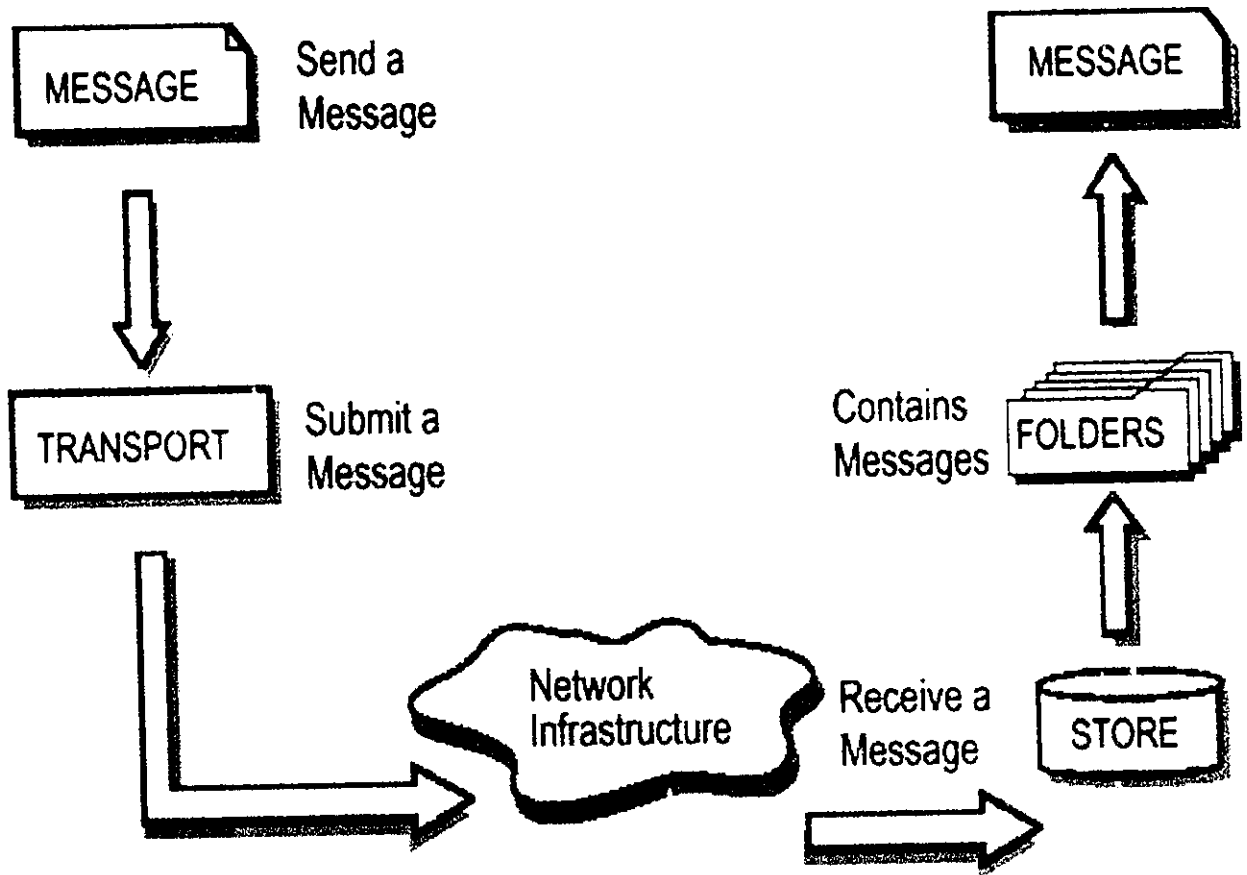 MESSAGE
Send a
Message
TRANSPORT
Submit a
Message
Network
Infrastructure
Receive a
Message
STORE
Contains
Messages
FOLDERS
MESSAGE